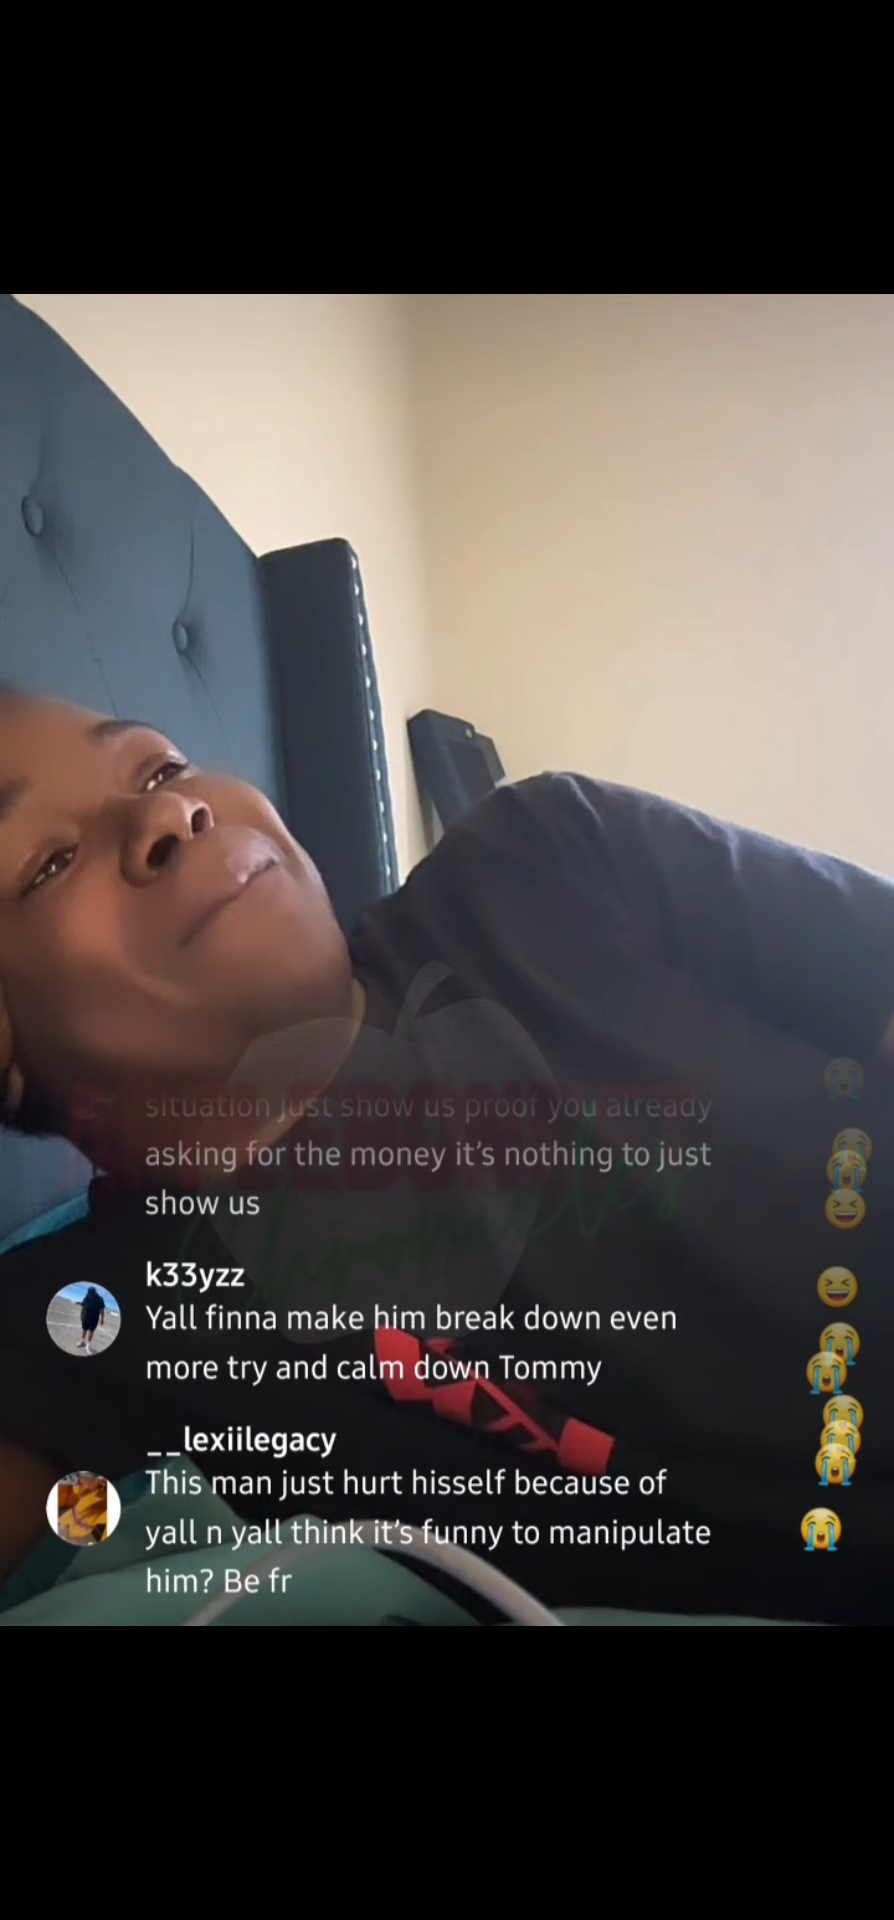 situation just show us proof you already
asking for the money it's nothing to just
show us
k33yzz
Yall finna make him break down even
more try and calm down Tommy
__lexiilegacy
This man just hurt hisself because of
yall n yall think it's funny to manipulate
him? Be fr
Chronicles